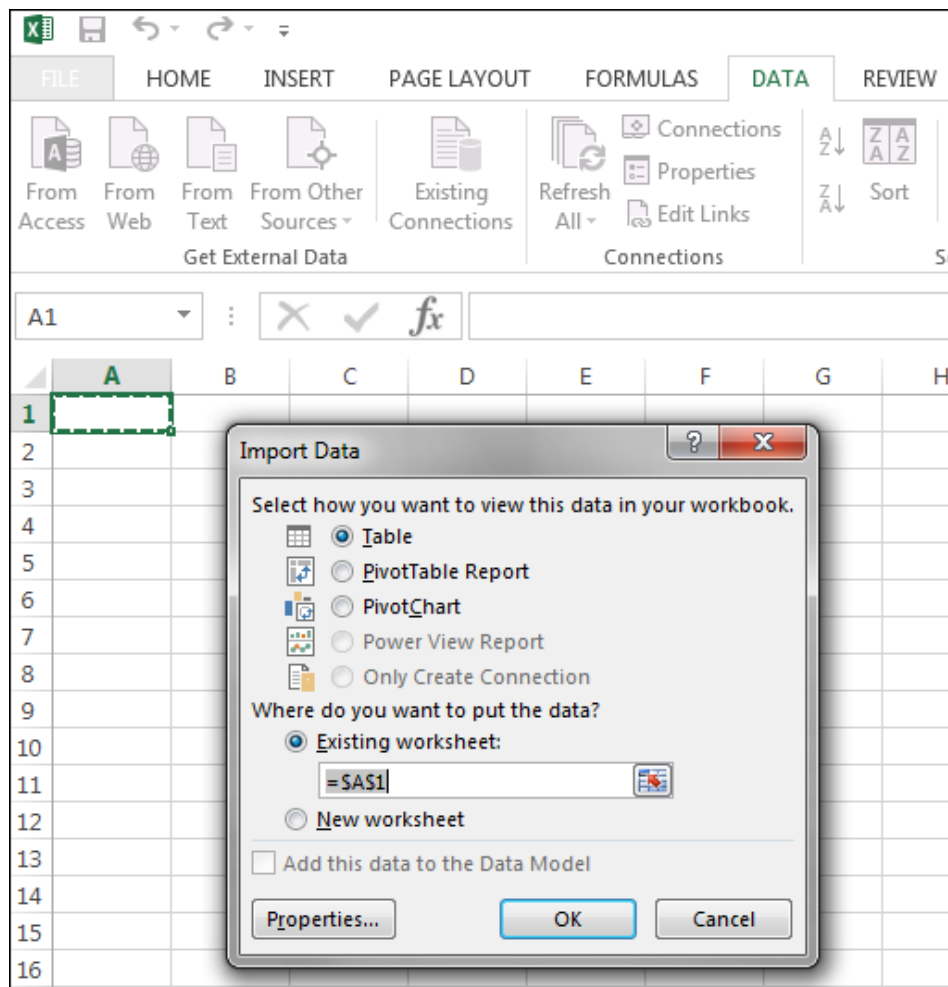 FILE HOME INSERT PAGE LAYOUT FORMULAS DATA REVIEW
From Access
From Web
From Text
From Other Sources
Existing Connections
Refresh All
Connections
Properties
Edit Links
Sort
Get External Data
Connections
A1
fx
A B C D E F G H
1
2
3
4
5
6
7
8
9
10
11
12
13
14
15
16
Import Data
Select how you want to view this data in your workbook.
Table
PivotTable Report
PivotChart
Power View Report
Only Create Connection
Where do you want to put the data?
Existing worksheet:
=$A$1
New worksheet
Add this data to the Data Model
Properties... OK Cancel